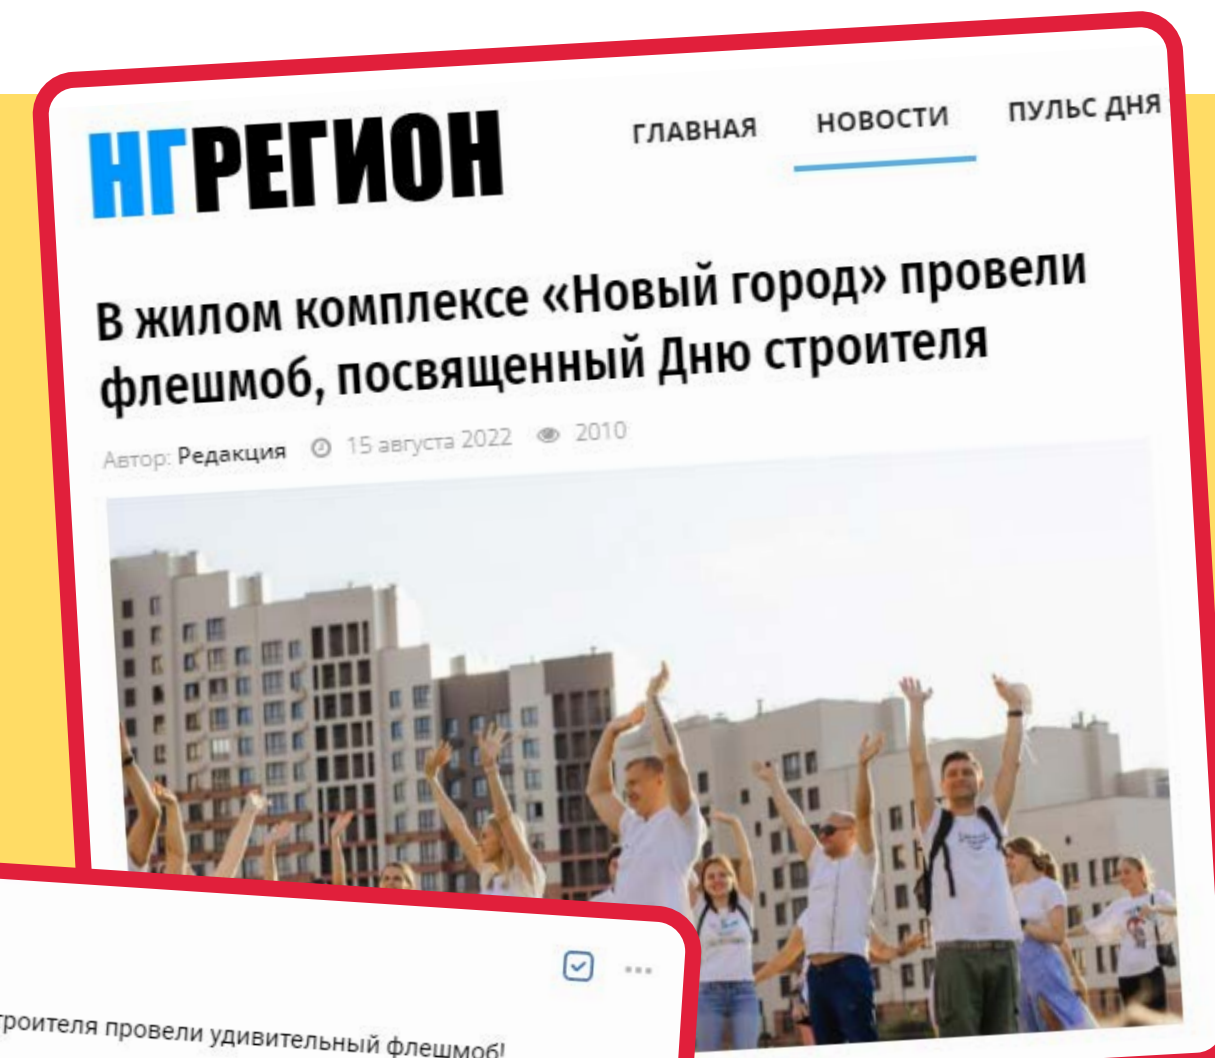 НГРЕГИОН
ГЛАВНАЯ НОВОСТИ ПУЛЬС ДНЯ
В жилом комплексе «Новый город» провели
флешмоб, посвященный Дню строителя
Автор: Редакция 15 августа 2022 2010
троителя провели удивительный флешмоб!